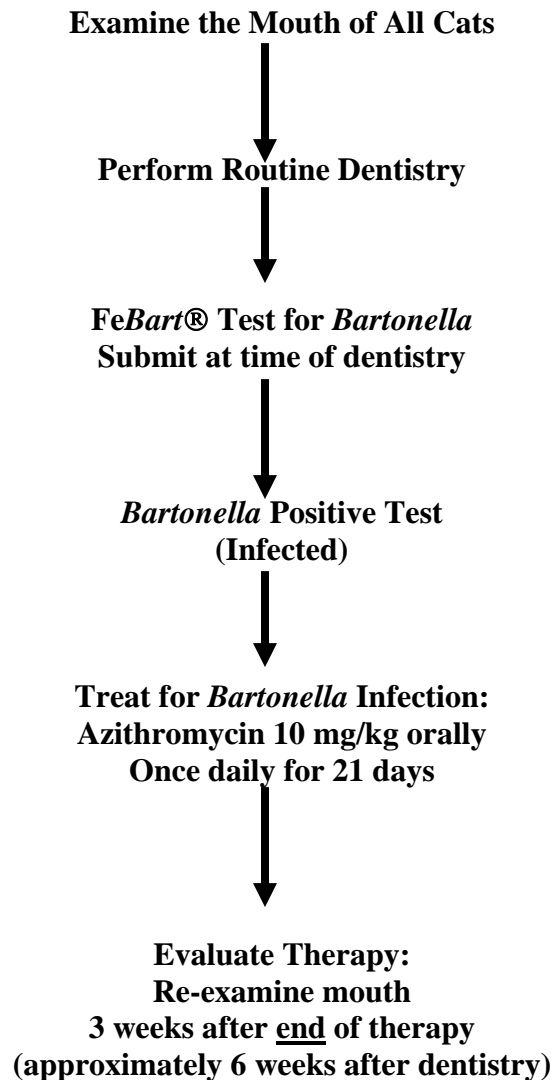 Examine the Mouth of All Cats
Perform Routine Dentistry
FeBart® Test for Bartonella
Submit at time of dentistry
Bartonella Positive Test
(Infected)
Treat for Bartonella Infection:
Azithromycin 10 mg/kg orally
Once daily for 21 days
Evaluate Therapy:
Re-examine mouth
3 weeks after end of therapy
(approximately 6 weeks after dentistry)